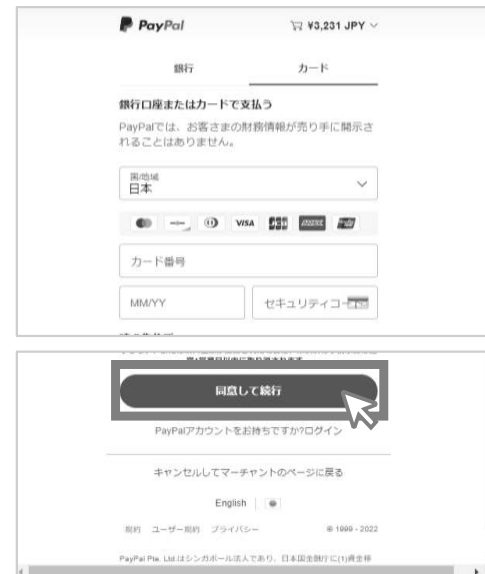 PayPal
¥3,231 JPY
銀行
カード
銀行口座またはカードで支払う
PayPalでは、お客さまの財務情報が売り手に開示さ
れることはありません。
国/地域
日本
VISA
JCB
カード番号
MM/YY
セキュリティコー
同意して続行
PayPalアカウントをお持ちですか?ログイン
キャンセルしてマーチャントのページに戻る
English
規約 ユーザー規約 プライバシー
© 1999 - 2022
PayPal Pte. Ltd.はシンガポール法人であり、日本国金融庁に(1)資金移